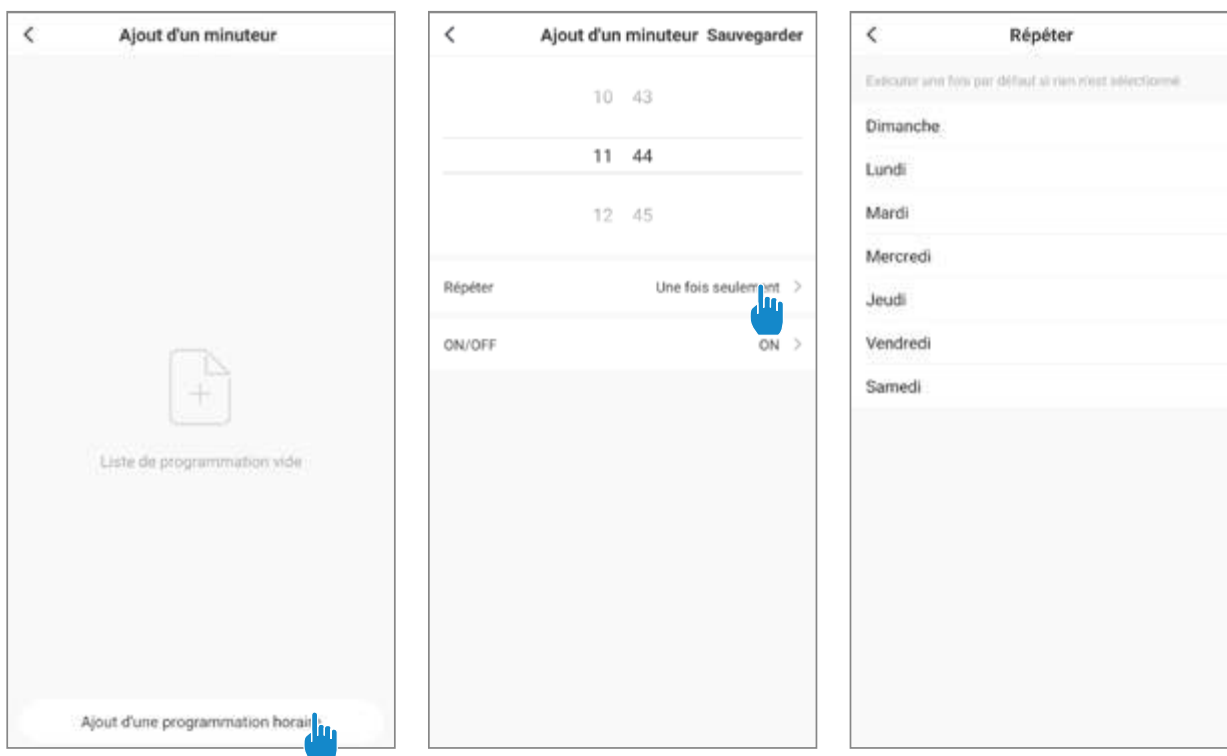 Ajout d'un minuteur
Liste de programmation vide
Ajout d'une programmation horaire
Ajout d'un minuteur Sauvegarder
10 43
11 44
12 45
Répéter Une fois seulement
ON/OFF ON
Répéter
Exécuter une fois par défaut si rien n'est sélectionné
Dimanche
Lundi
Mardi
Mercredi
Jeudi
Vendredi
Samedi